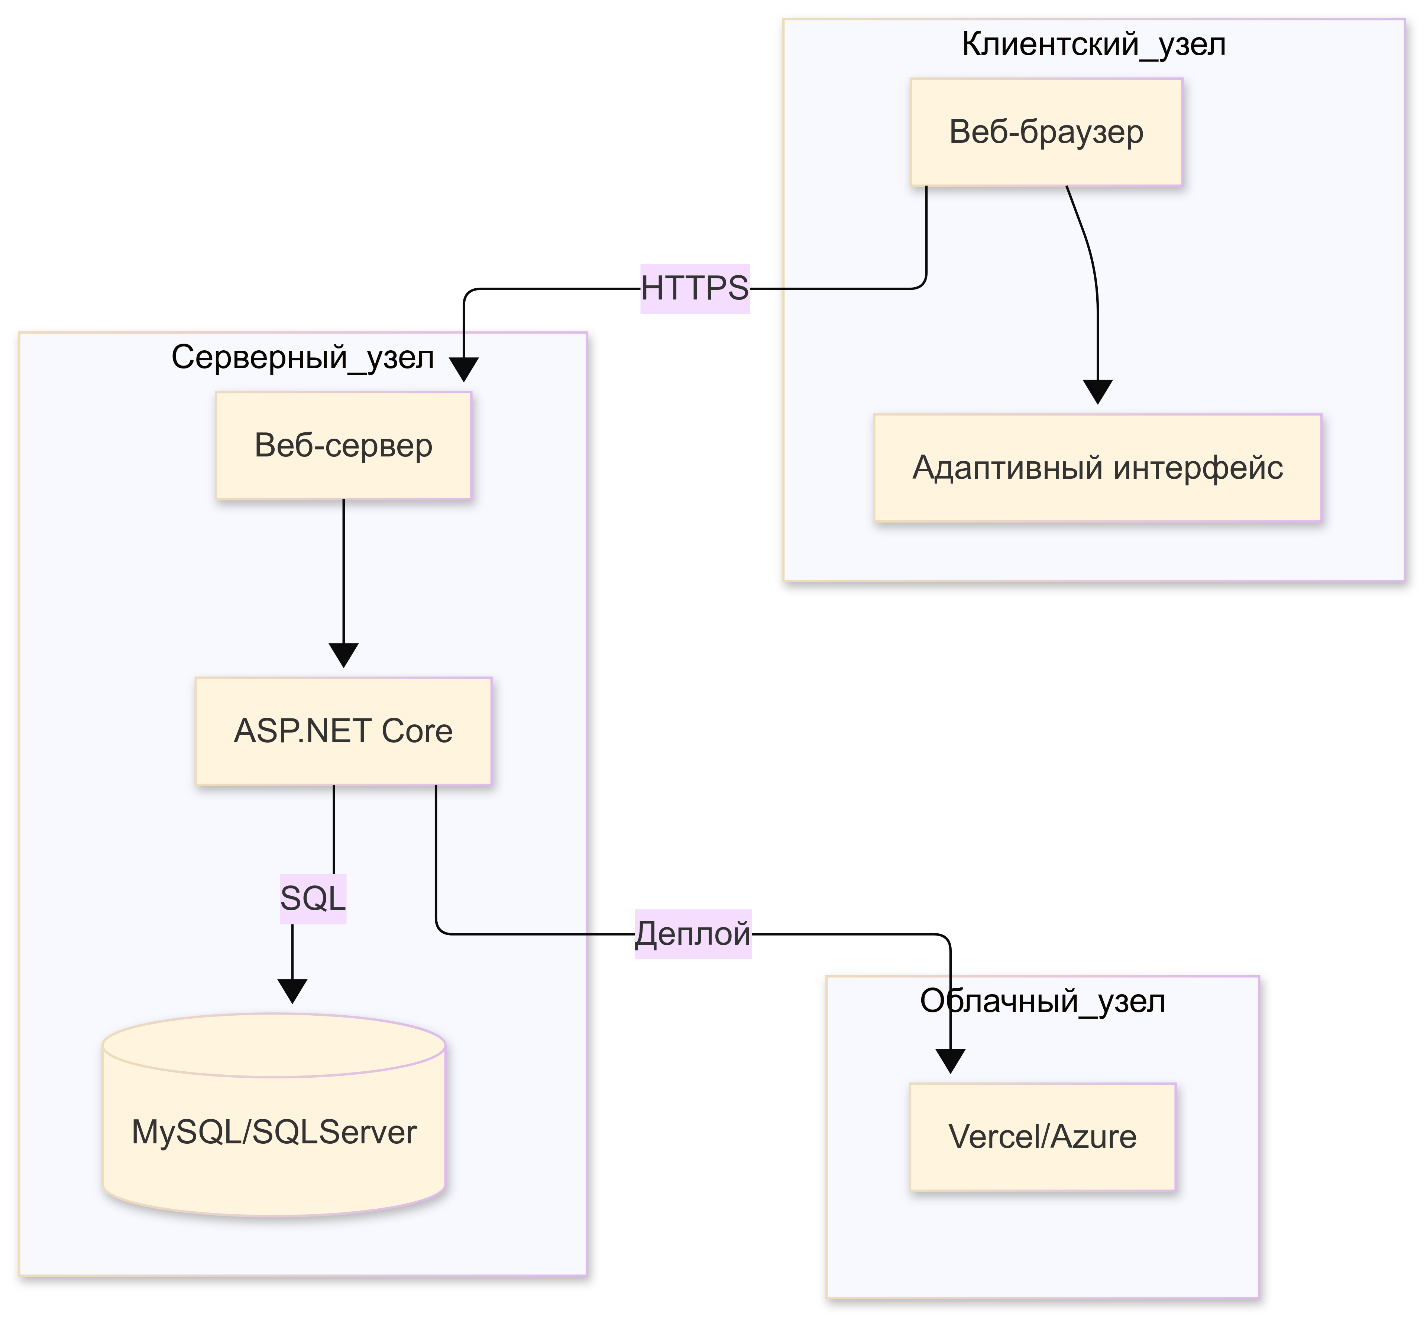 Клиентский_узел
Веб-браузер
HTTPS
Серверный_узел
Веб-сервер
Адаптивный интерфейс
ASP.NET Core
SQL
Деплой
Облачный_узел
MySQL/SQLServer
Vercel/Azure